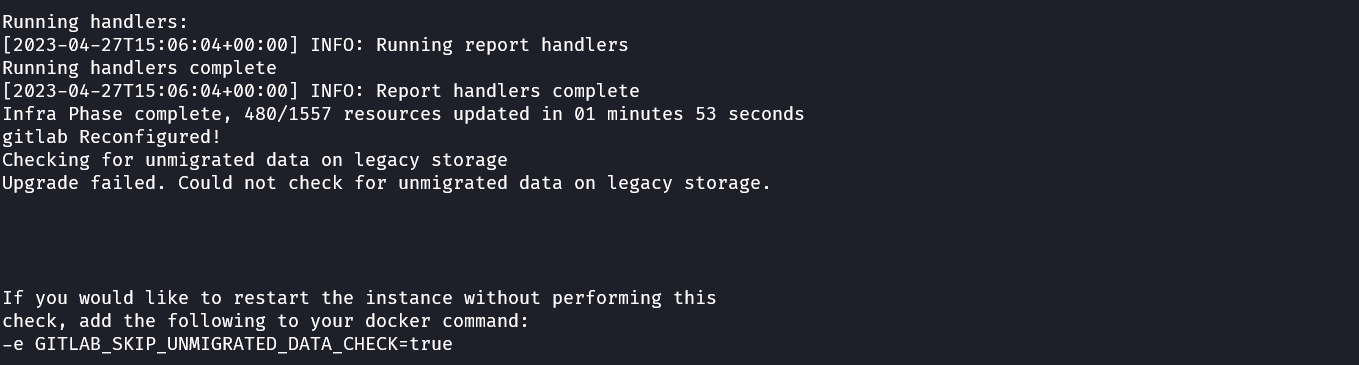 Running handlers:
[2023-04-27T15:06:04+00:00] INFO: Running report handlers
Running handlers complete
[2023-04-27T15:06:04+00:00] INFO: Report handlers complete
Infra Phase complete, 480/1557 resources updated in 01 minutes 53 seconds
gitlab Reconfigured!
Checking for unmigrated data on legacy storage
Upgrade failed. Could not check for unmigrated data on legacy storage.
If you would like to restart the instance without performing this
check, add the following to your docker command:
-e GITLAB_SKIP_UNMIGRATED_DATA_CHECK=true